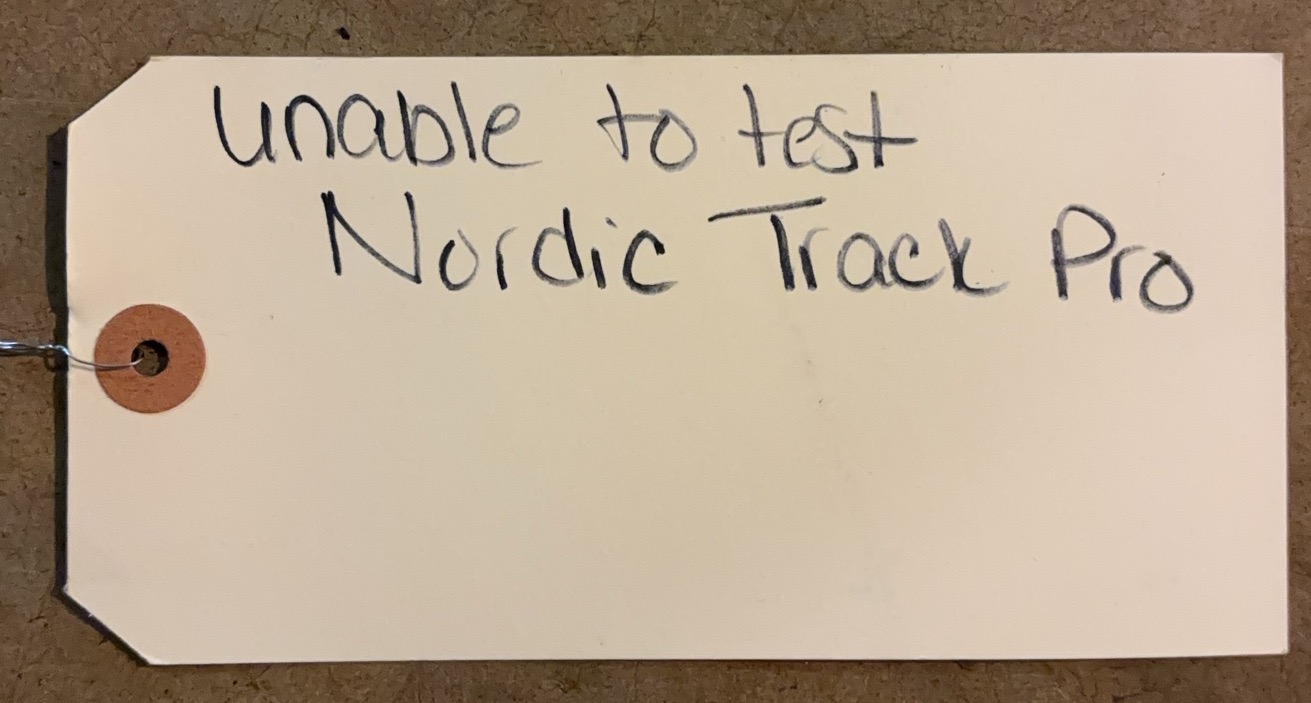 unable to test
Nordic Track Pro